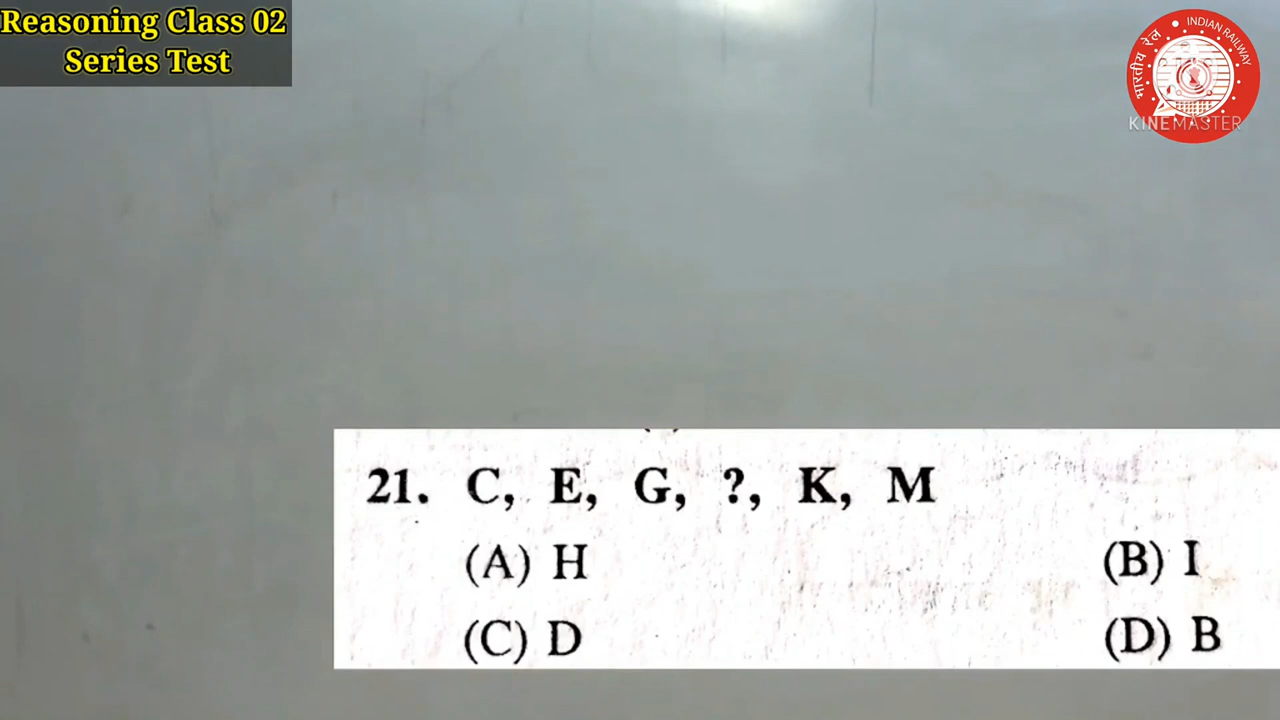 Reasoning Class 02
Series Test
भारतीय रेल
INDIAN RAILWAY
KINEMASTER
21. C, E, G, ?, K, M
(A) H (B) I
(C) D (D) B